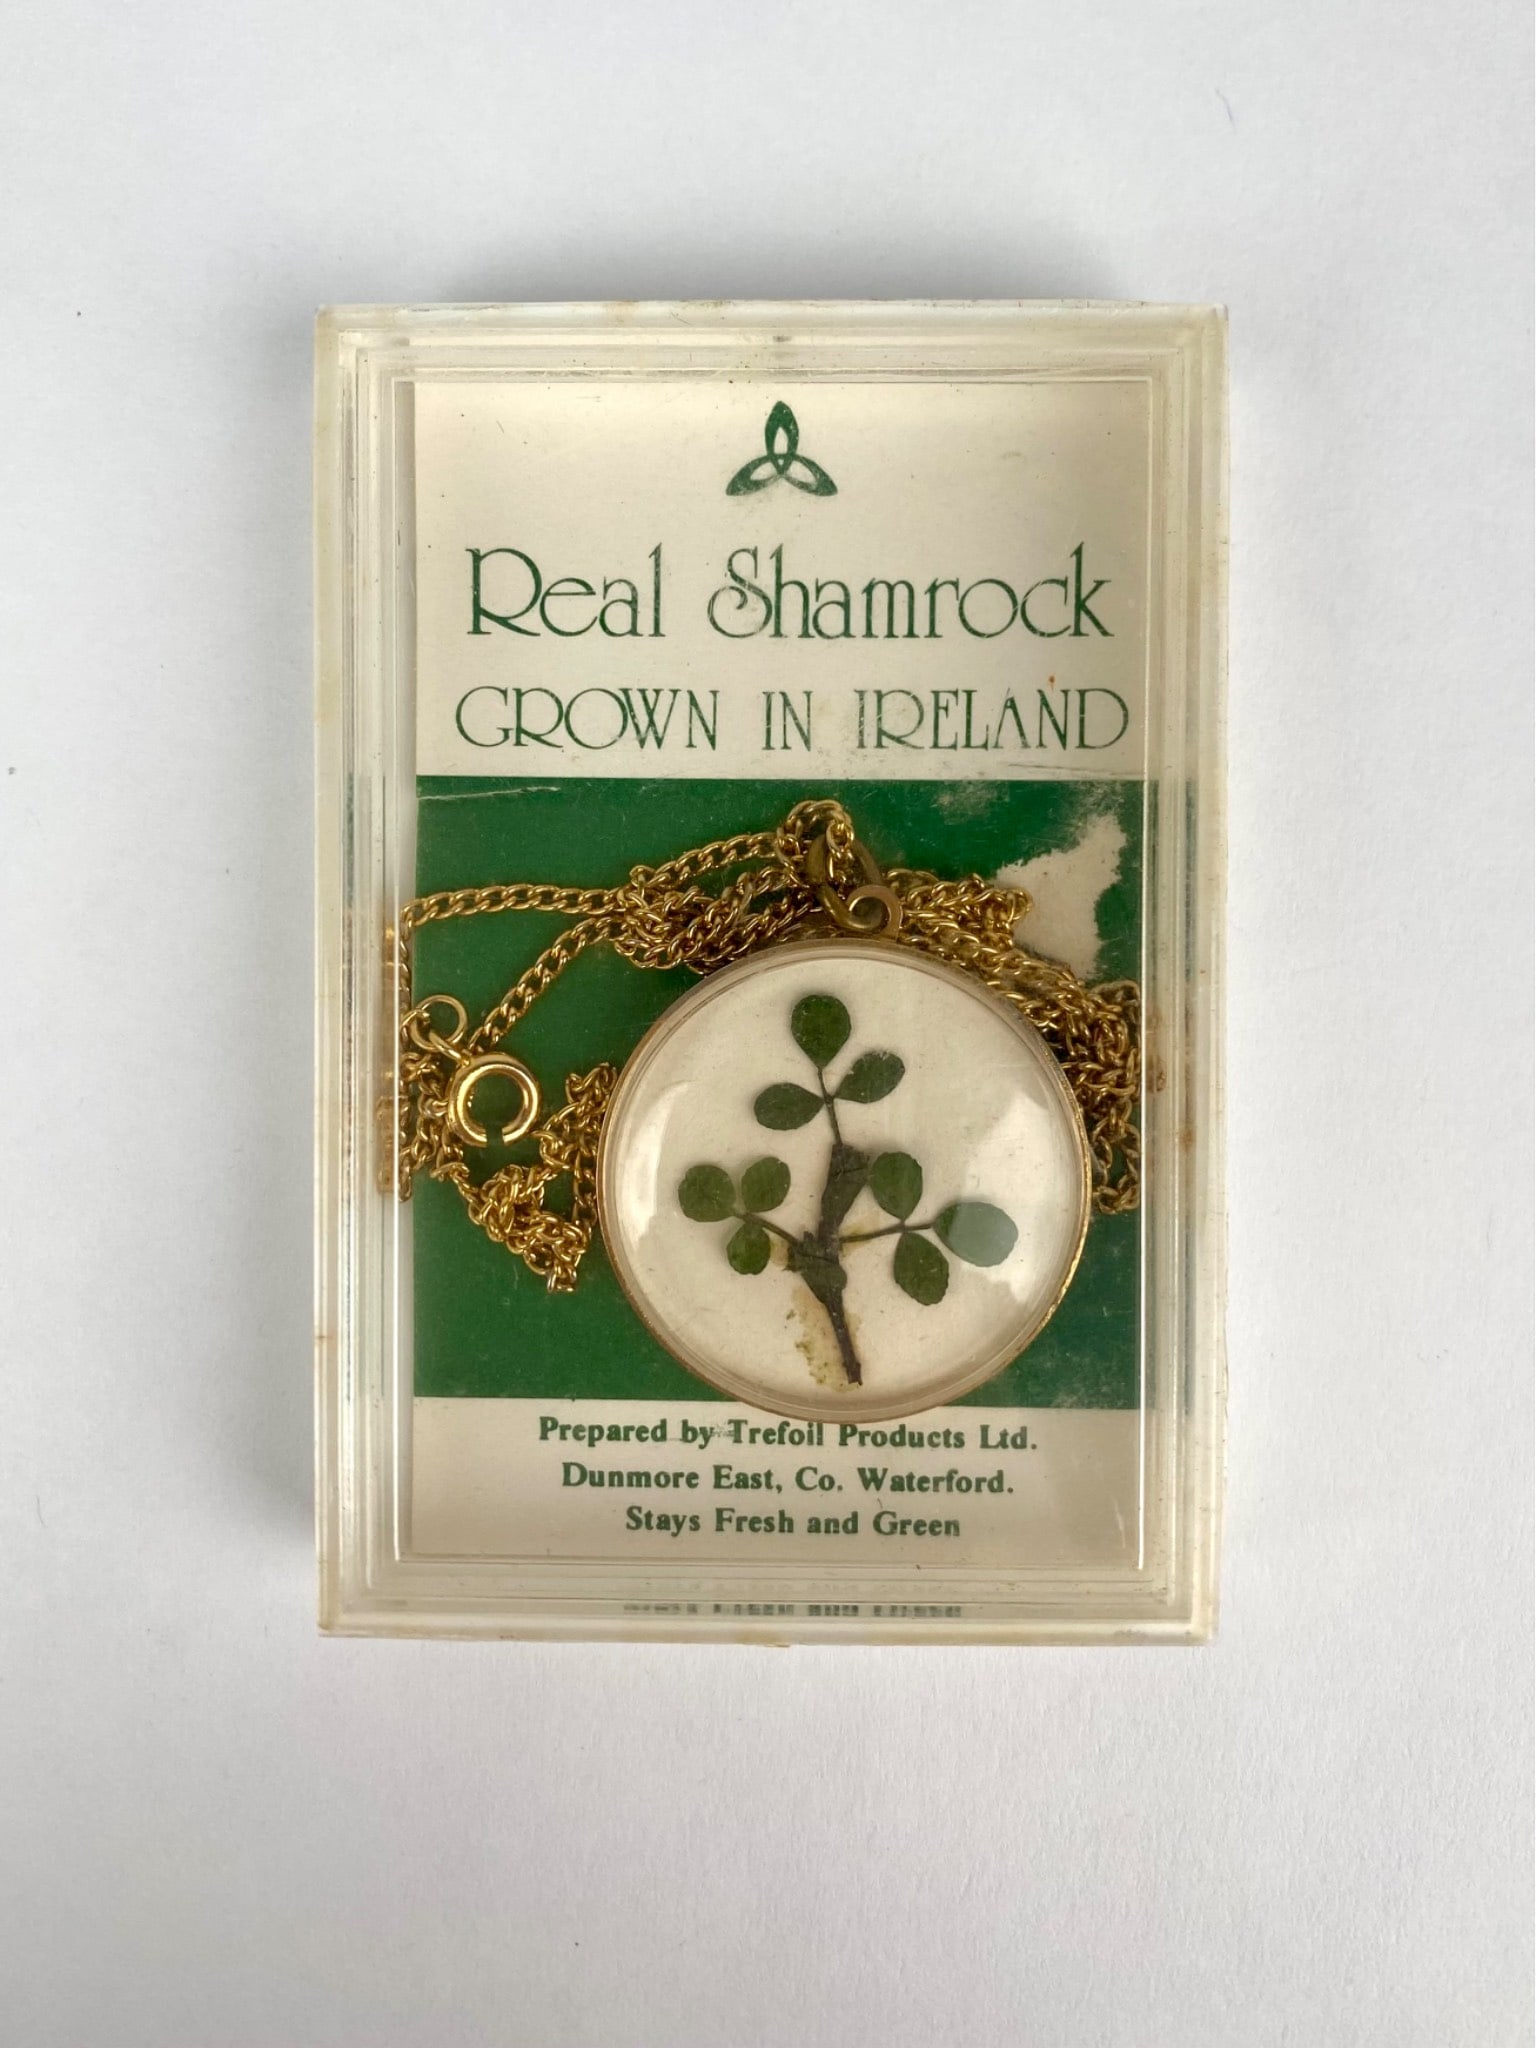 Real Shamrock
GROWN IN IRELAND
Prepared by Trefoil Products Ltd.
Dunmore East, Co. Waterford.
Stays Fresh and Green